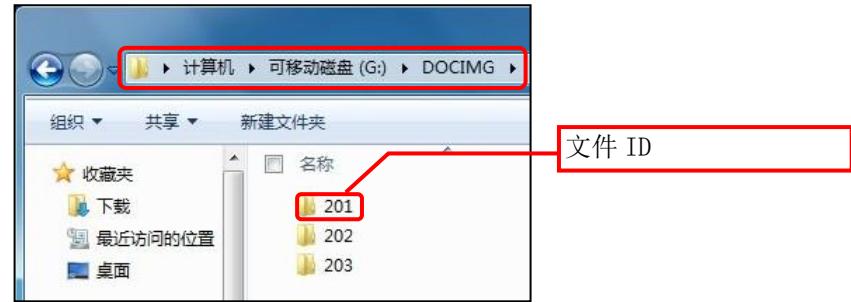 计算机 可移动磁盘 (G:) DOCIMG
组织 共享 新建文件夹
收藏夹
下载
最近访问的位置
桌面
名称
201
202
203
文件 ID